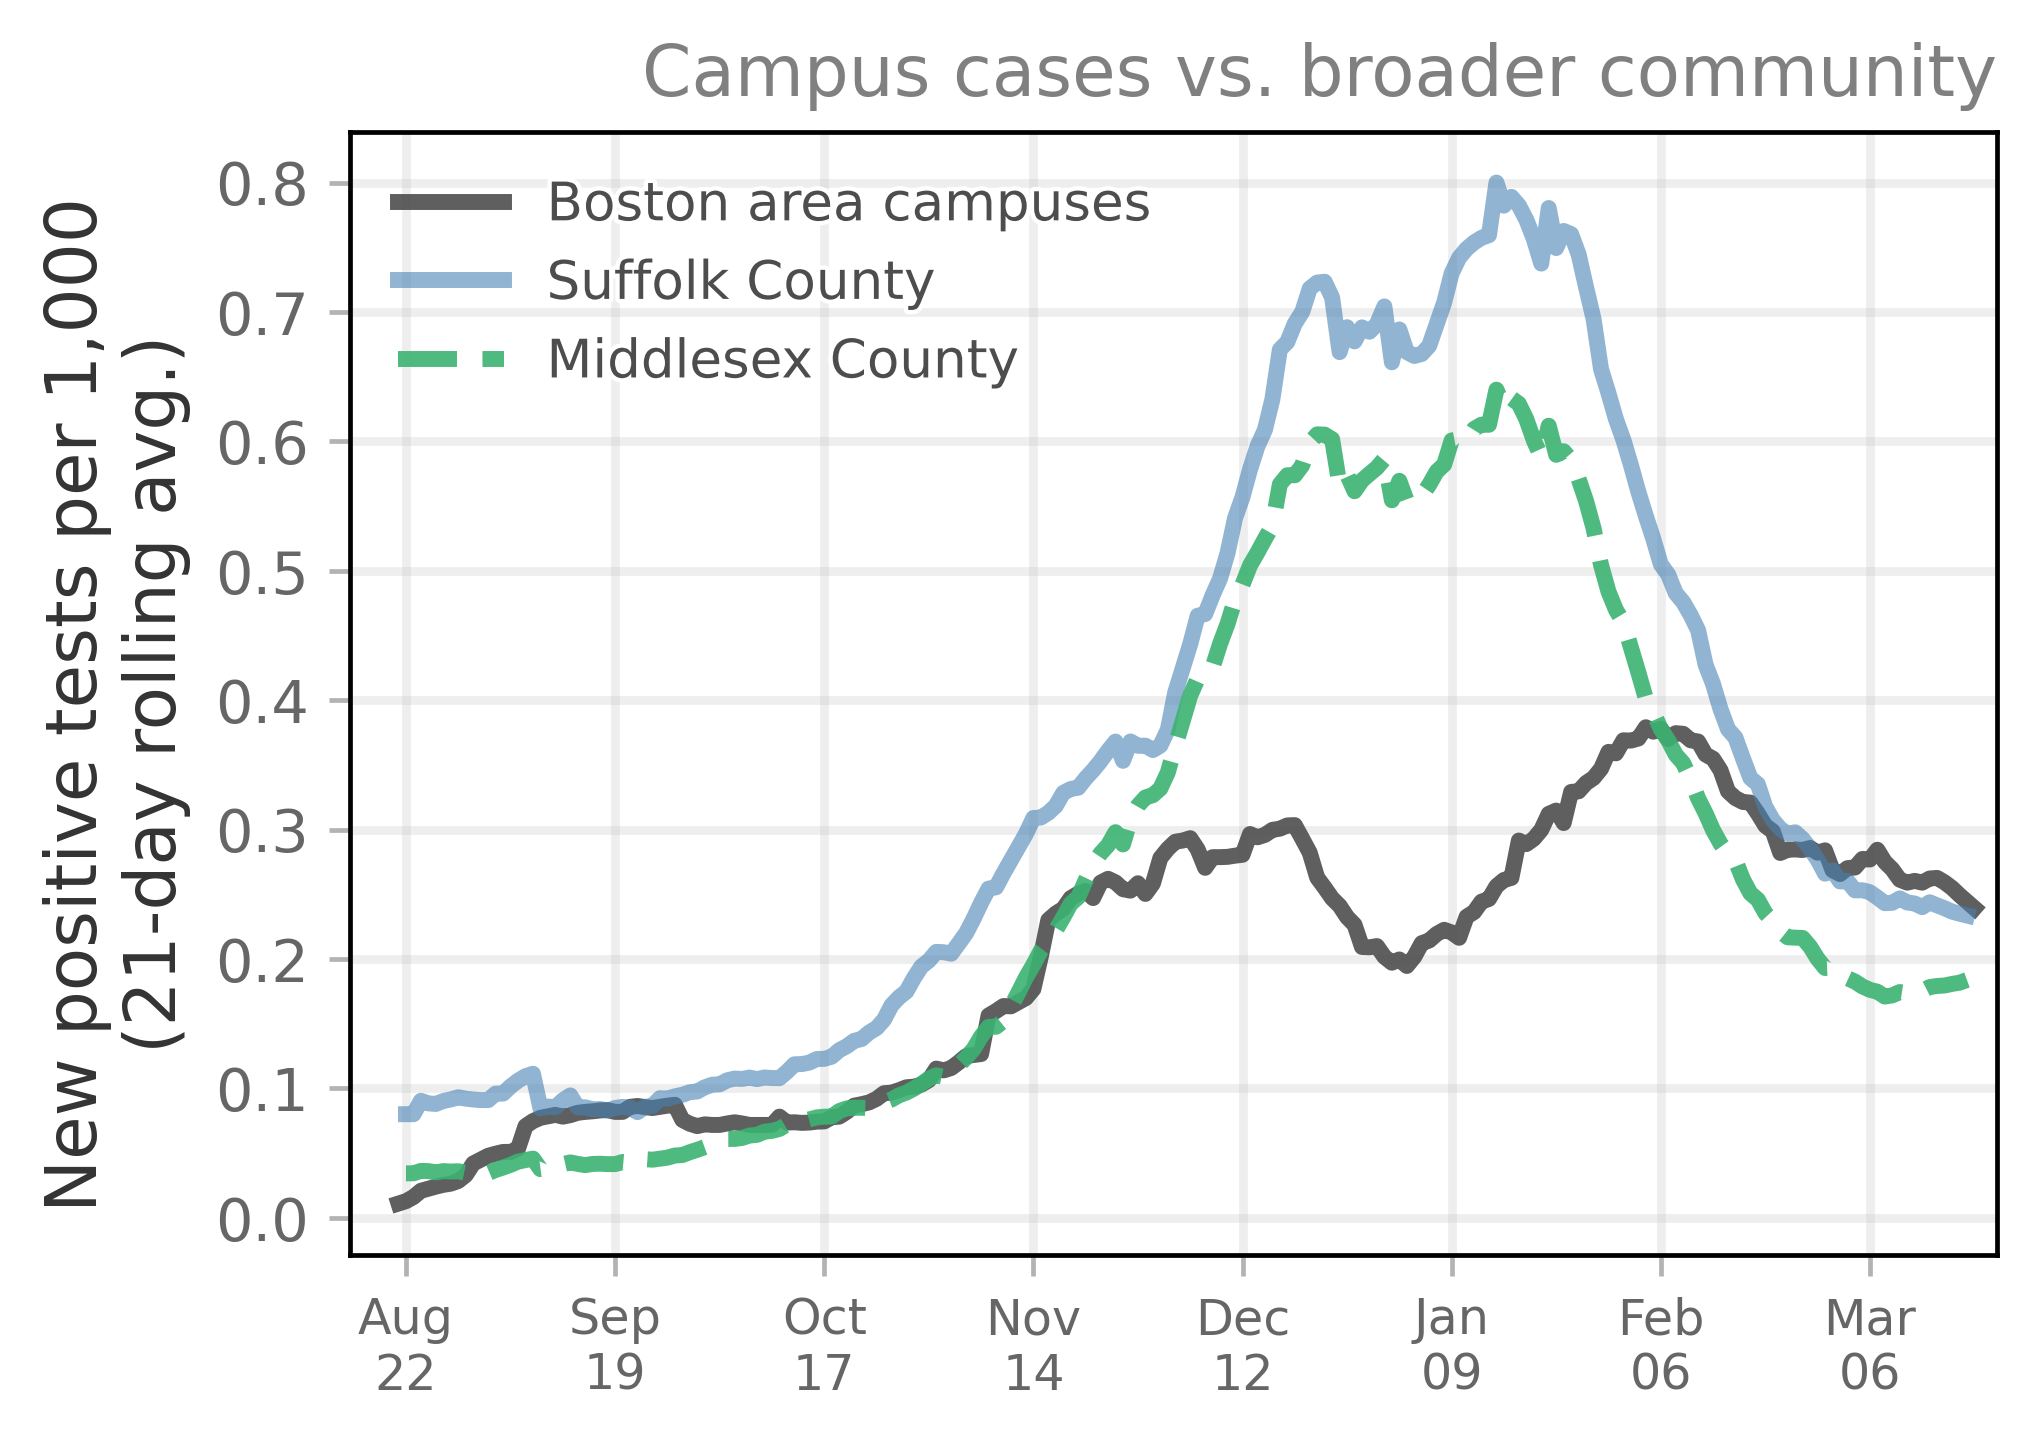 Campus cases vs. broader community
New positive tests per 1,000
(21-day rolling avg.)
0.8
0.7
0.6
0.5
0.4
0.3
0.2
0.1
0.0
Boston area campuses
Suffolk County
Middlesex County
Aug Sep Oct Nov Dec Jan Feb Mar
22 19 17 14 12 09 06 06